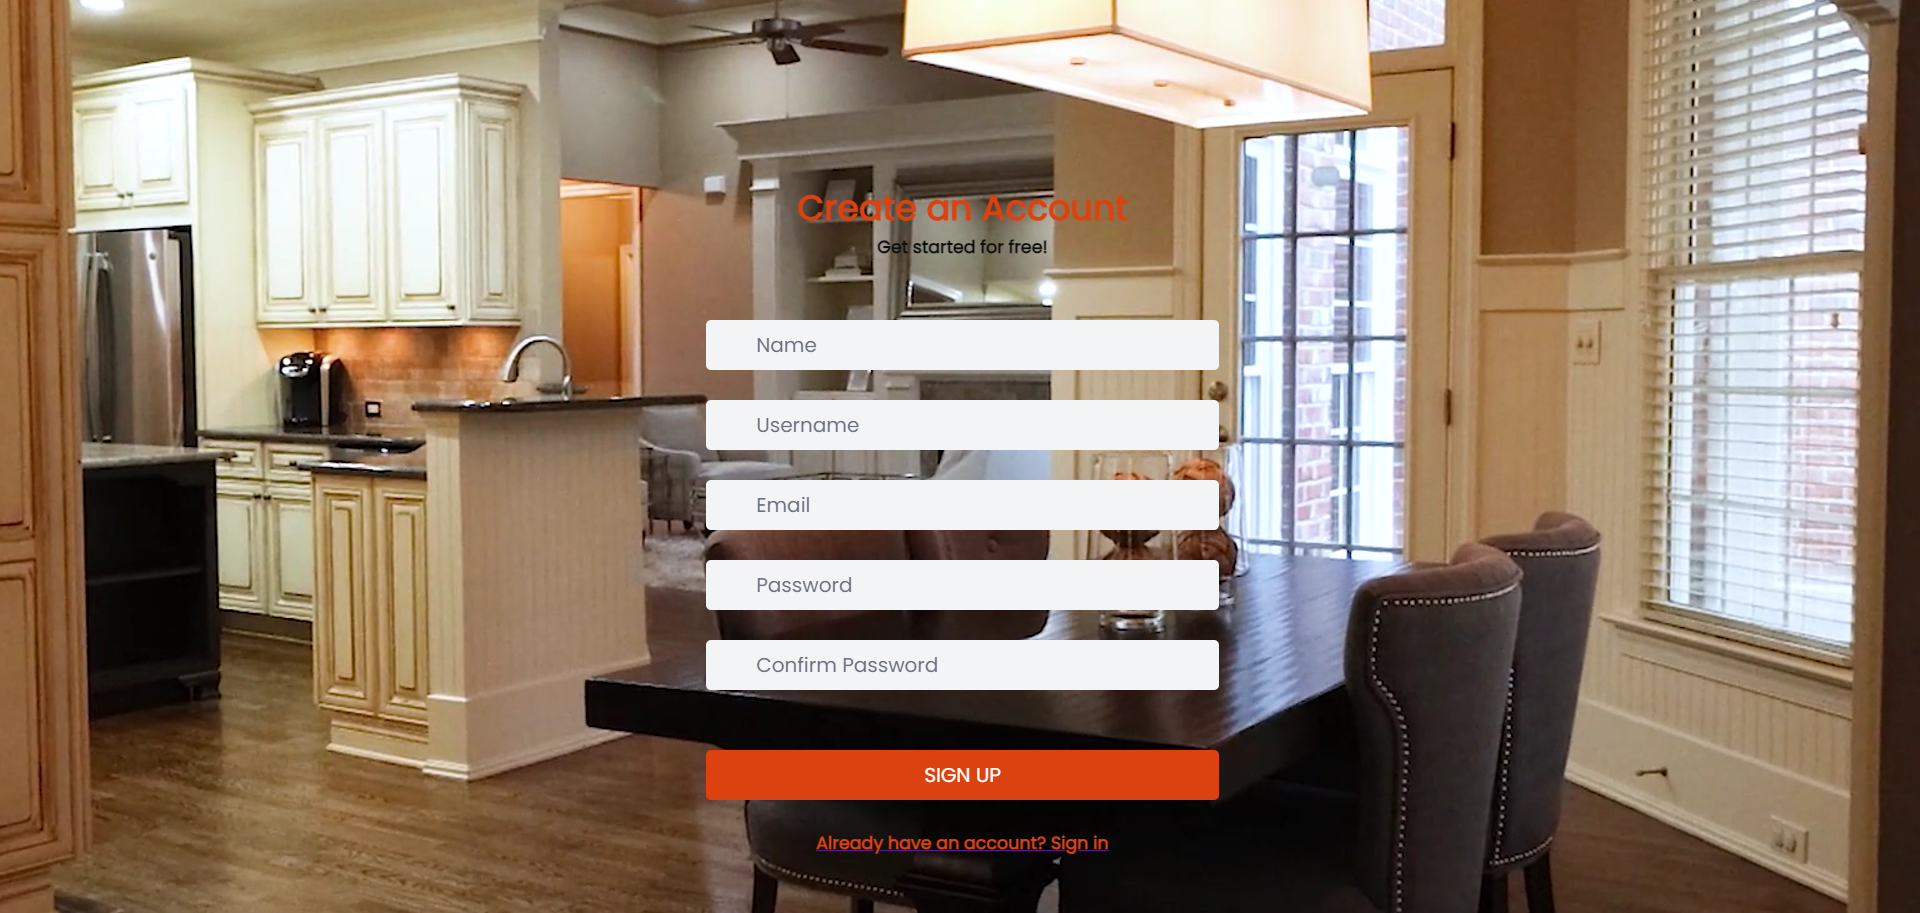 Create an Account
Get started for free!
Name
Username
Email
Password
Confirm Password
SIGN UP
Already have an account? Sign in